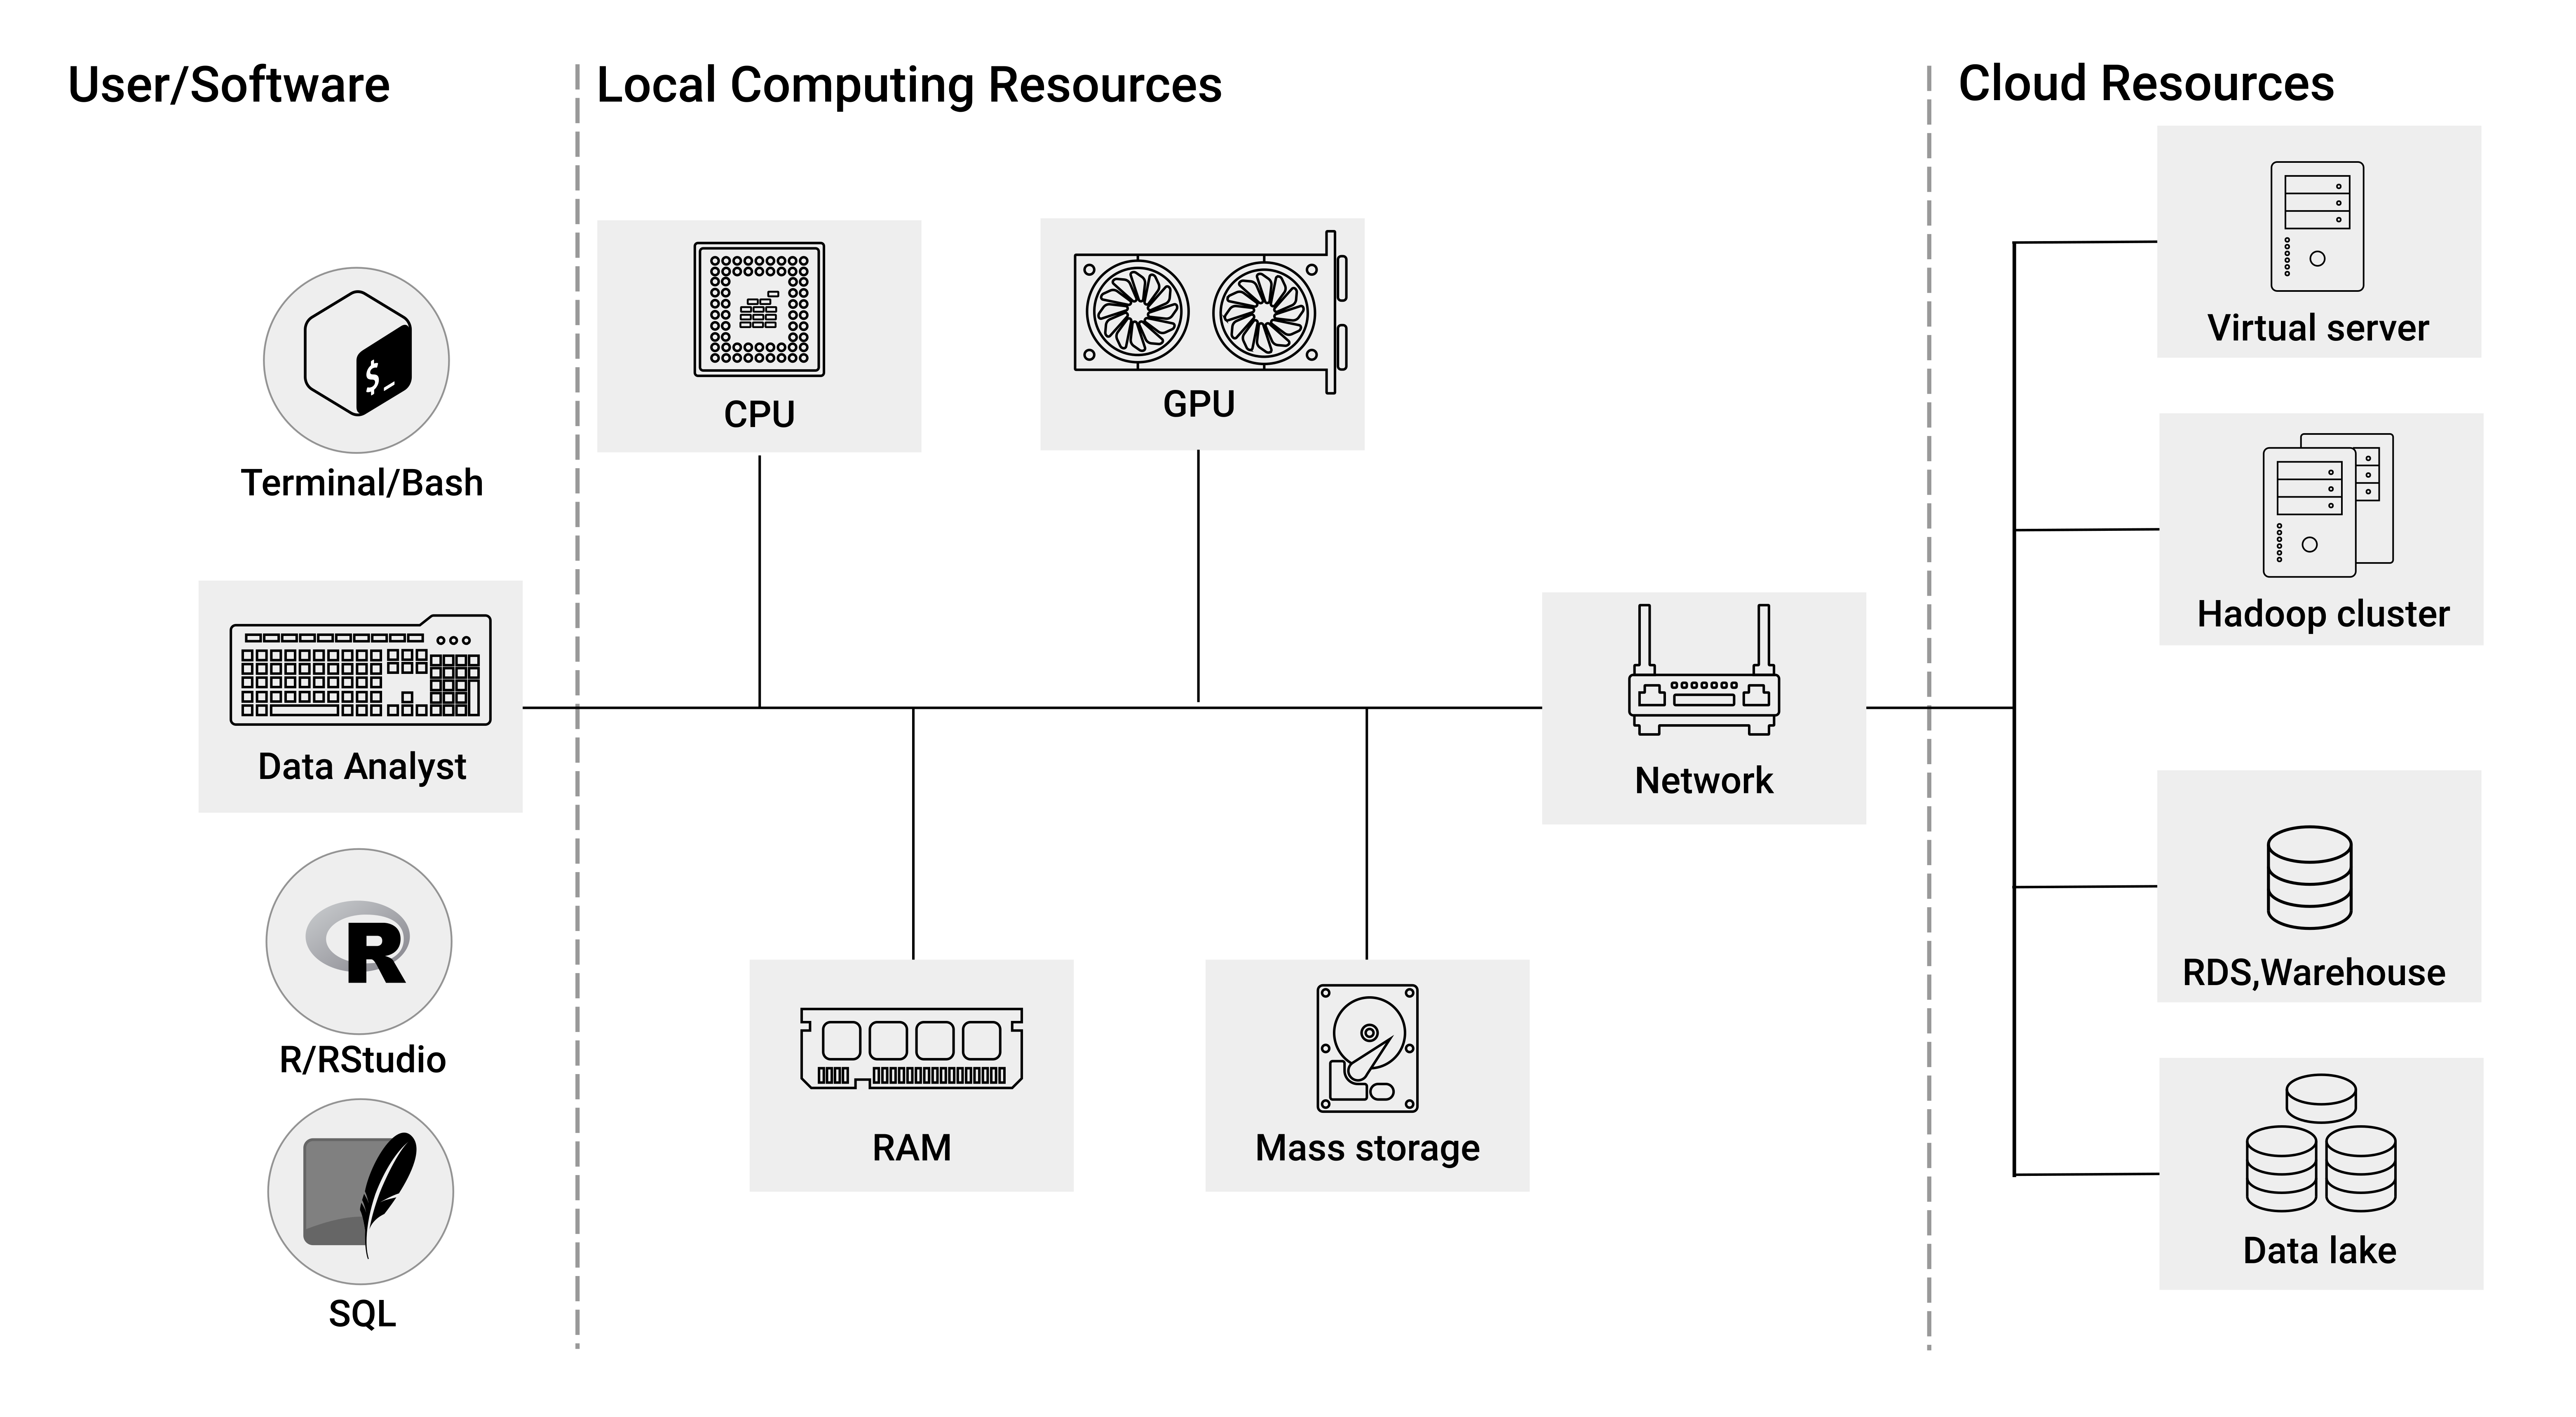 User/Software
Local Computing Resources
Cloud Resources
$_
Terminal/Bash
Data Analyst
R
R/RStudio
SQL
CPU
GPU
RAM
Mass storage
Network
Virtual server
Hadoop cluster
RDS,Warehouse
Data lake